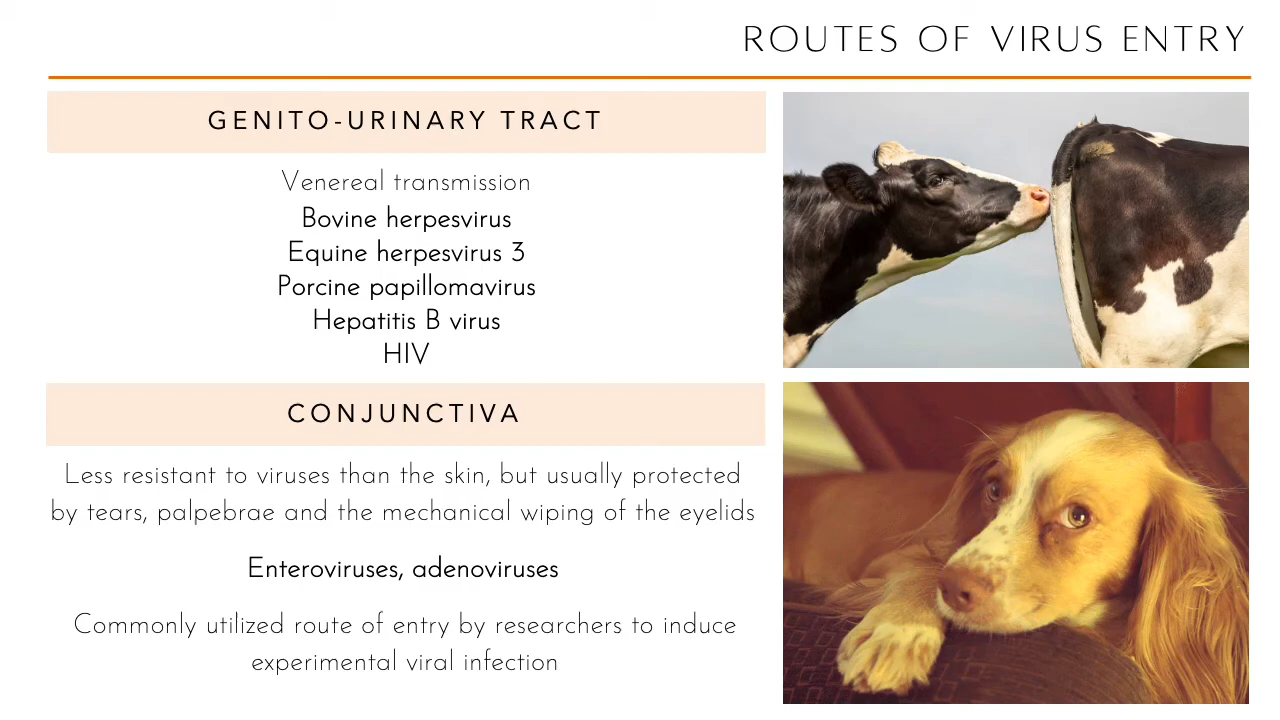 ROUTES OF VIRUS ENTRY
GENITO-URINARY TRACT
Venereal transmission
Bovine herpesvirus
Equine herpesvirus 3
Porcine papillomavirus
Hepatitis B virus
HIV
CONJUNCTIVA
Less resistant to viruses than the skin, but usually protected
by tears, palpebrae and the mechanical wiping of the eyelids
Enteroviruses, adenoviruses
Commonly utilized route of entry by researchers to induce
experimental viral infection